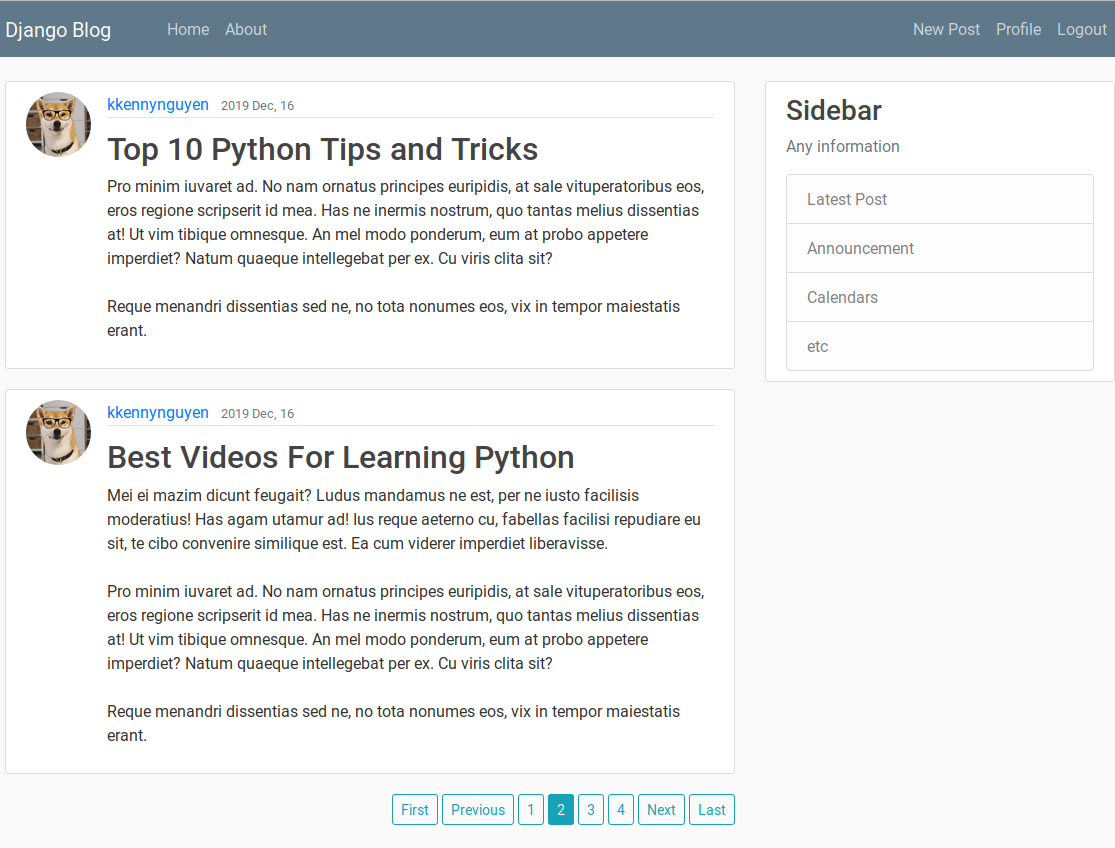 Django Blog Home About New Post Profile Logout
kkennynguyen 2019 Dec, 16
Top 10 Python Tips and Tricks
Pro minim iuvaret ad. No nam ornatus principes euripidis, at sale vituperatoribus eos,
eros regione scripserit id mea. Has ne inermis nostrum, quo tantas melius dissentias
at! Ut vim tibique omnesque. An mel modo ponderum, eum at probo appetere
imperdiet? Natum quaeque intellegebat per ex. Cu viris clita sit?
Reque menandri dissentias sed ne, no tota nonumes eos, vix in tempor maiestatis
erant.
kkennynguyen 2019 Dec, 16
Best Videos For Learning Python
Mei ei mazim dicunt feugait? Ludus mandamus ne est, per ne iusto facilisis
moderatius! Has agam utamur ad! Ius reque aeterno cu, fabellas facilisi repudiare eu
sit, te cibo convenire similique est. Ea cum viderer imperdiet liberavisse.
Pro minim iuvaret ad. No nam ornatus principes euripidis, at sale vituperatoribus eos,
eros regione scripserit id mea. Has ne inermis nostrum, quo tantas melius dissentias
at! Ut vim tibique omnesque. An mel modo ponderum, eum at probo appetere
imperdiet? Natum quaeque intellegebat per ex. Cu viris clita sit?
Reque menandri dissentias sed ne, no tota nonumes eos, vix in tempor maiestatis
erant.
First Previous 1 2 3 4 Next Last
Sidebar
Any information
Latest Post
Announcement
Calendars
etc